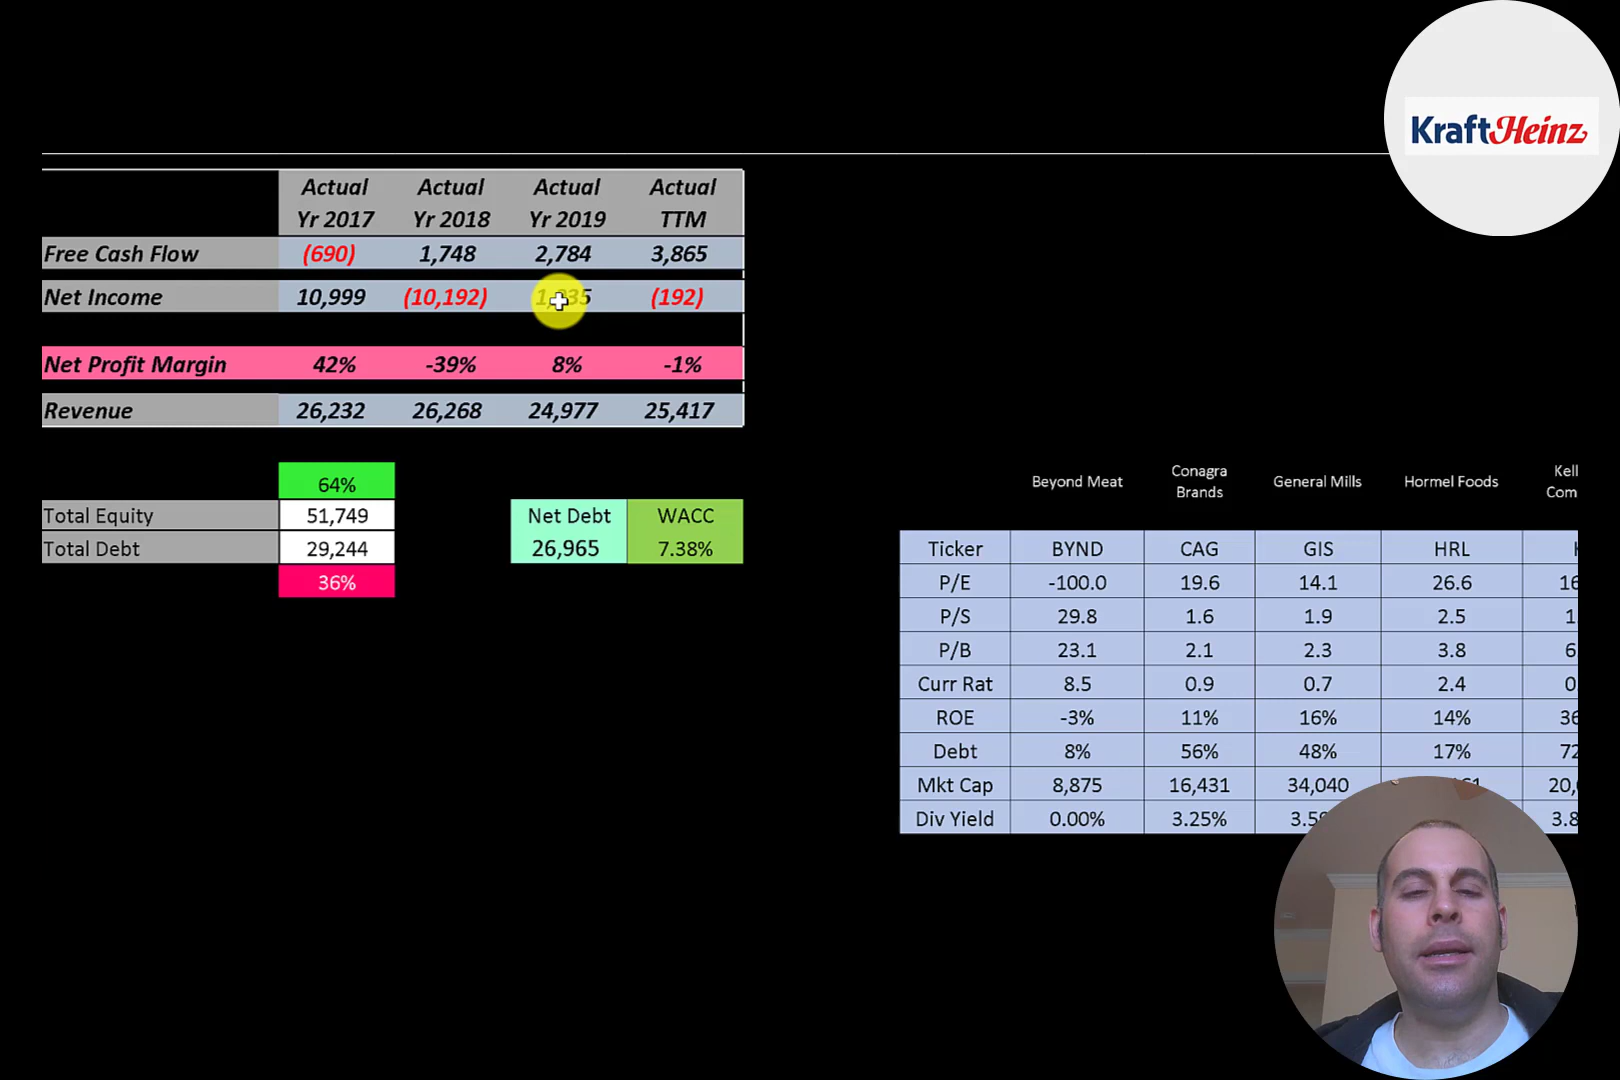 KraftHeinz
Actual Actual Actual Actual
Yr 2017 Yr 2018 Yr 2019 TTM
Free Cash Flow (690) 1,748 2,784 3,865
Net Income 10,999 (10,192) (192)
Net Profit Margin 42% -39% 8% -1%
Revenue 26,232 26,268 24,977 25,417
64%
Total Equity 51,749
Total Debt 29,244
36%
Net Debt WACC
26,965 7.38%
Beyond Meat Conagra Brands General Mills Hormel Foods
Ticker BYND CAG GIS HRL
P/E -100.0 19.6 14.1 26.6
P/S 29.8 1.6 1.9 2.5
P/B 23.1 2.1 2.3 3.8
Curr Rat 8.5 0.9 0.7 2.4
ROE -3% 11% 16% 14%
Debt 8% 56% 48% 17%
Mkt Cap 8,875 16,431 34,040
Div Yield 0.00% 3.25%